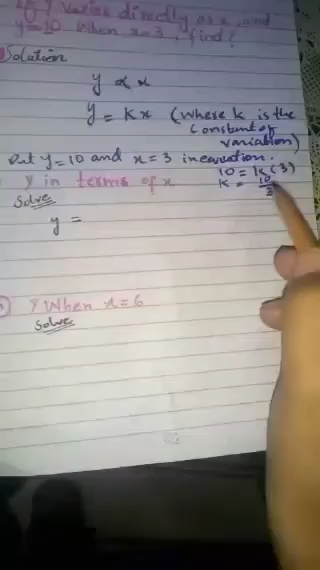 If y varies directly as x, and
y=10 when x=3, find!
Solution
y ∝ x
y = Kx (where k is the
constant of
variation)
Put y=10 and x=3 in equation.
10 = k(3)
y in terms of x
k = 10/3
Solve
y =
y when x=6
Solve